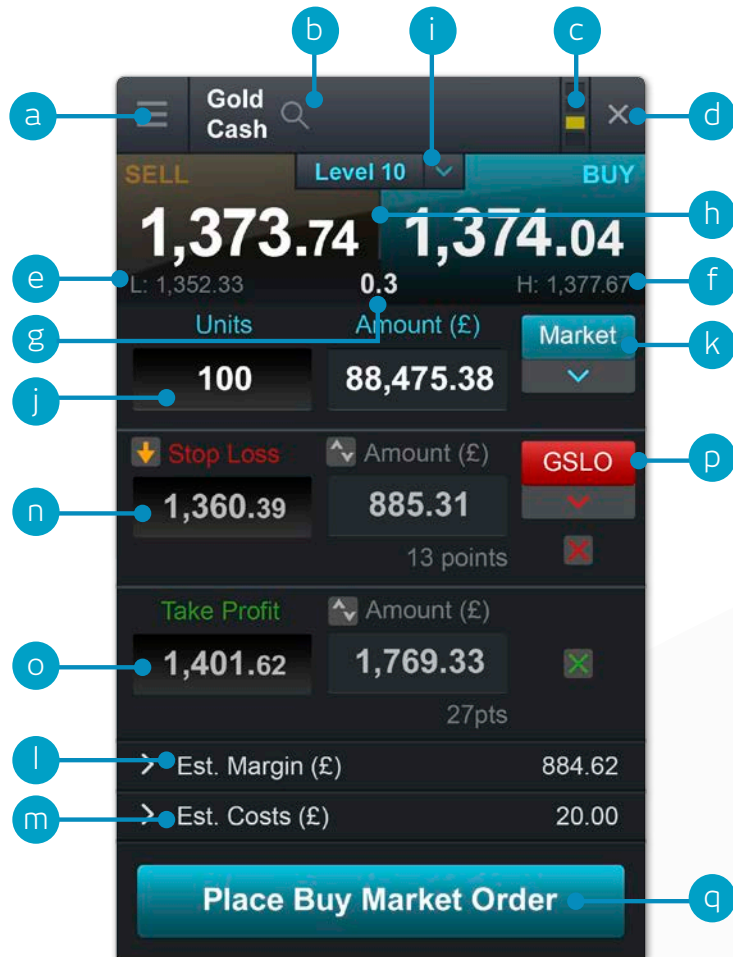 b i c
a Gold d
Cash
SELL Level 10 BUY
h
1,373.74 1,374.04
e L: 1,352.33 0.3 H: 1,377.67 f
g Units Amount (£) Market k
j 100 88,475.38
Stop Loss Amount (£) GSLO p
n 1,360.39 885.31
13 points
Take Profit Amount (£)
o 1,401.62 1,769.33
27pts
l Est. Margin (£) 884.62
m Est. Costs (£) 20.00
Place Buy Market Order q